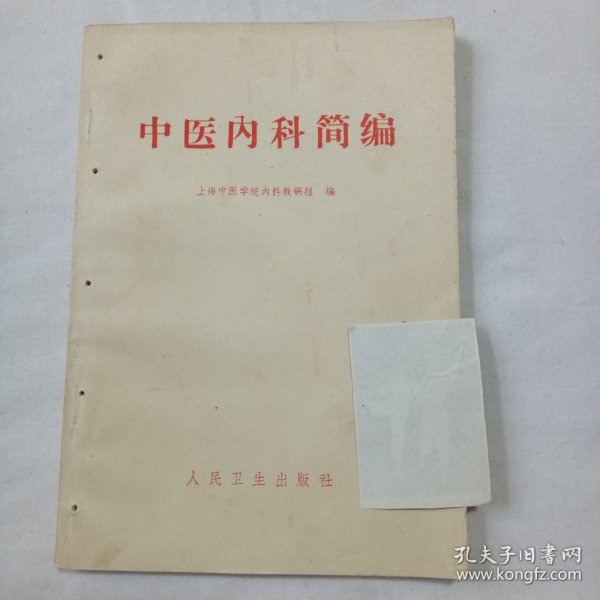 中医内科简编
上海中医学院内科教研组 编
人民卫生出版社
孔夫子旧书网
www.kongfz.com